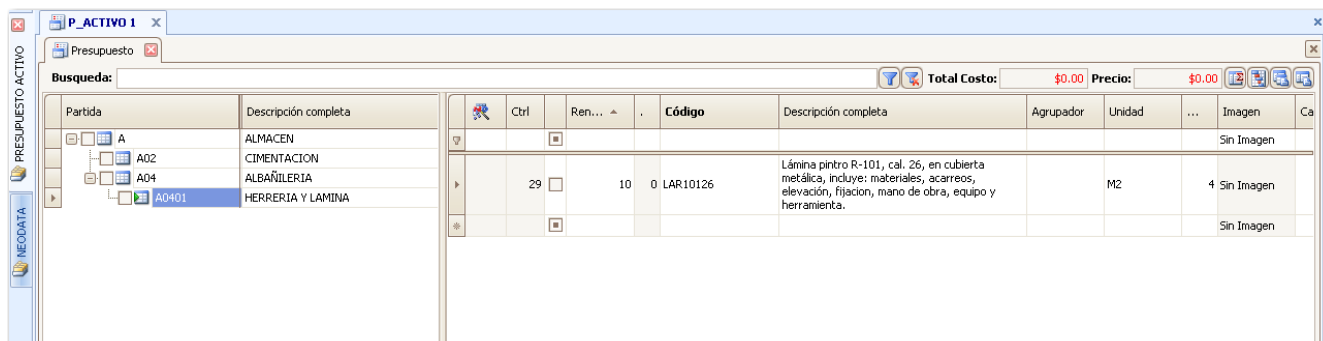 P_ACTIVO 1
PRESUPUESTO ACTIVO
NEODATA
Presupuesto
Busqueda:
Total Costo: $0.00 Precio: $0.00
Partida Descripción completa
A ALMACEN
A02 CIMENTACION
A04 ALBAÑILERIA
A0401 HERRERIA Y LAMINA
Ctrl Ren... . Código Descripción completa Agrupador Unidad ... Imagen Ca
Sin Imagen
29 10 0 LAR10126 Lámina pintro R-101, cal. 26, en cubierta
metálica, incluye: materiales, acarreos,
elevación, fijacion, mano de obra, equipo y
herramienta.
M2 4 Sin Imagen
Sin Imagen